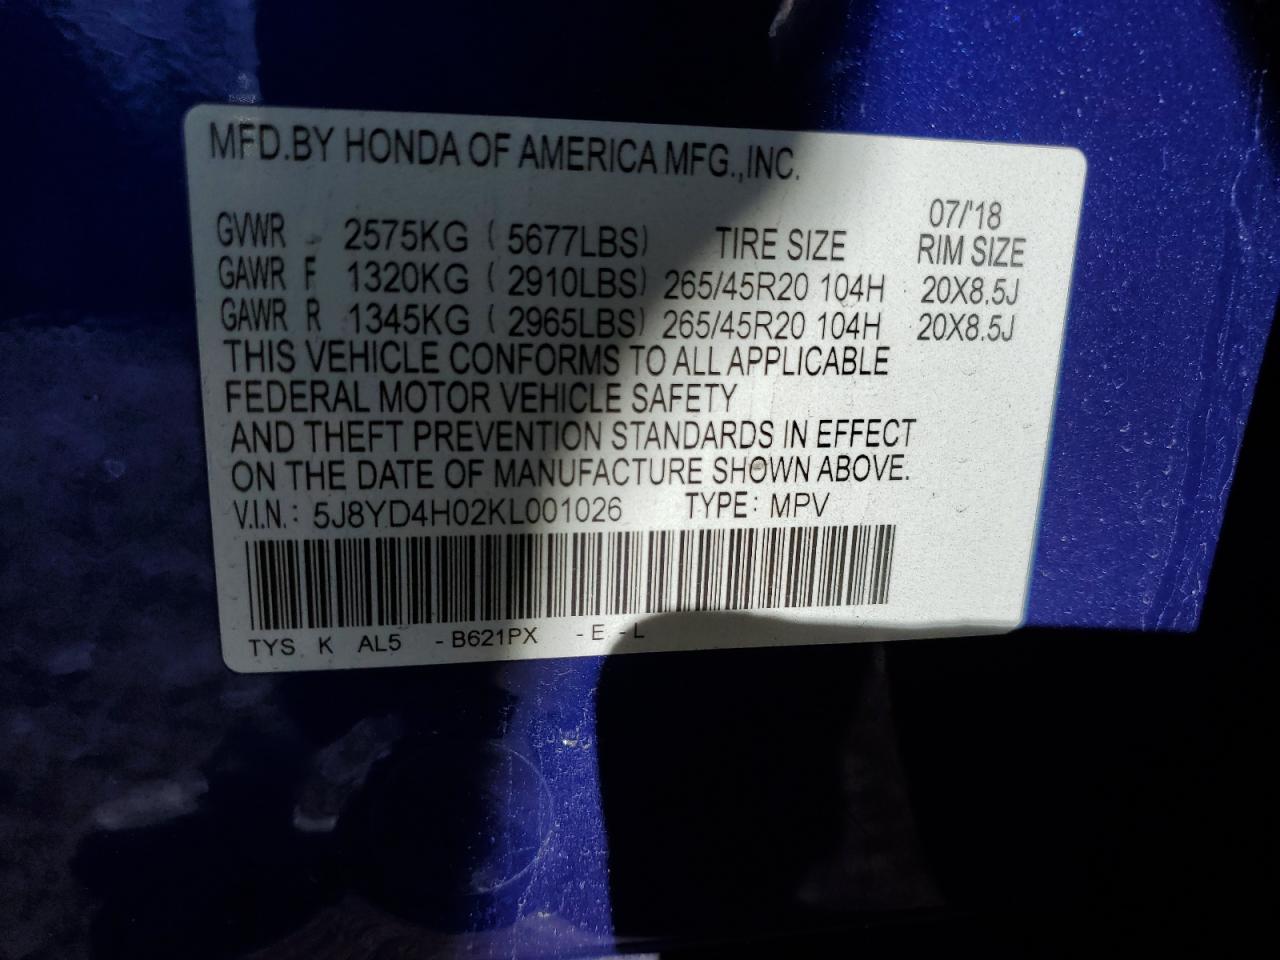 MFD.BY HONDA OF AMERICA MFG.,INC.
07/'18
GVWR 2575KG ( 5677LBS) TIRE SIZE RIM SIZE
GAWR F 1320KG ( 2910LBS) 265/45R20 104H 20X8.5J
GAWR R 1345KG ( 2965LBS) 265/45R20 104H 20X8.5J
THIS VEHICLE CONFORMS TO ALL APPLICABLE
FEDERAL MOTOR VEHICLE SAFETY
AND THEFT PREVENTION STANDARDS IN EFFECT
ON THE DATE OF MANUFACTURE SHOWN ABOVE.
V.I.N.: 5J8YD4H02KL001026 TYPE: MPV
TYS K AL5 -B621PX -E -L